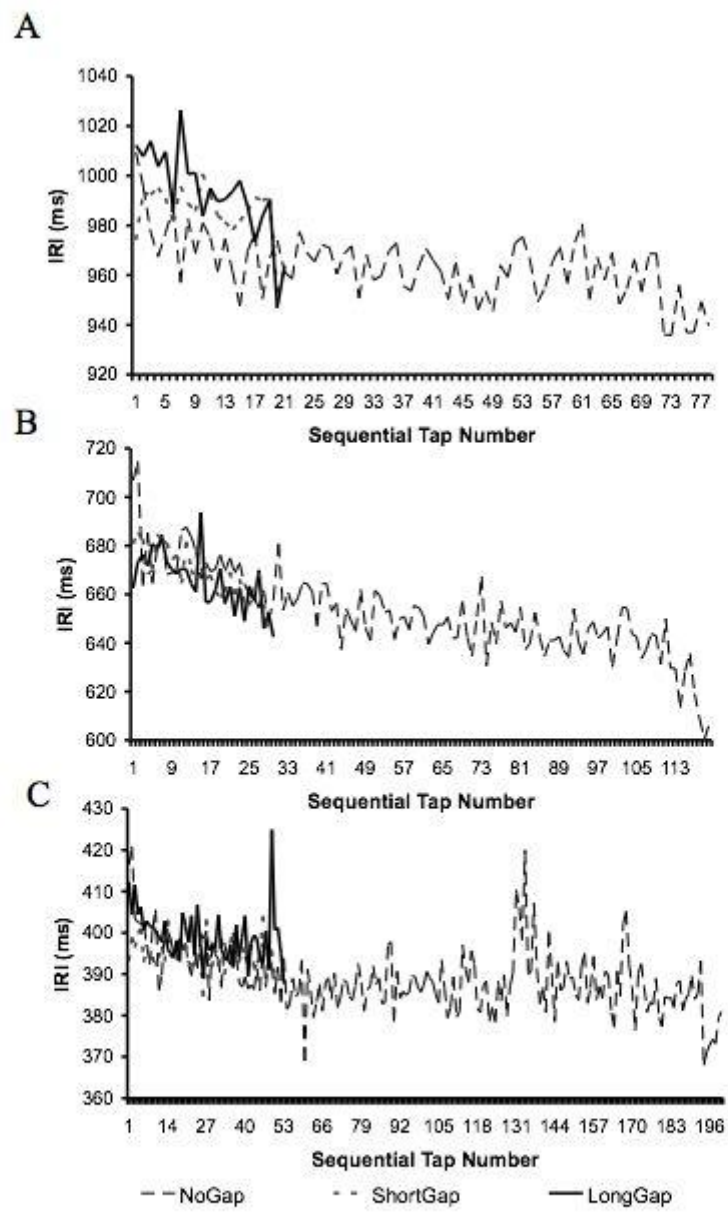 A
1040
1020
1000
980
960
940
920
IRI (ms)
1 5 9 13 17 21 25 29 33 37 41 45 49 53 57 61 65 69 73 77
Sequential Tap Number
B
720
700
680
660
640
620
600
IRI (ms)
1 9 17 25 33 41 49 57 65 73 81 89 97 105 113
Sequential Tap Number
C
430
420
410
400
390
380
370
360
IRI (ms)
1 14 27 40 53 66 79 92 105 118 131 144 157 170 183 196
Sequential Tap Number
NoGap ShortGap LongGap